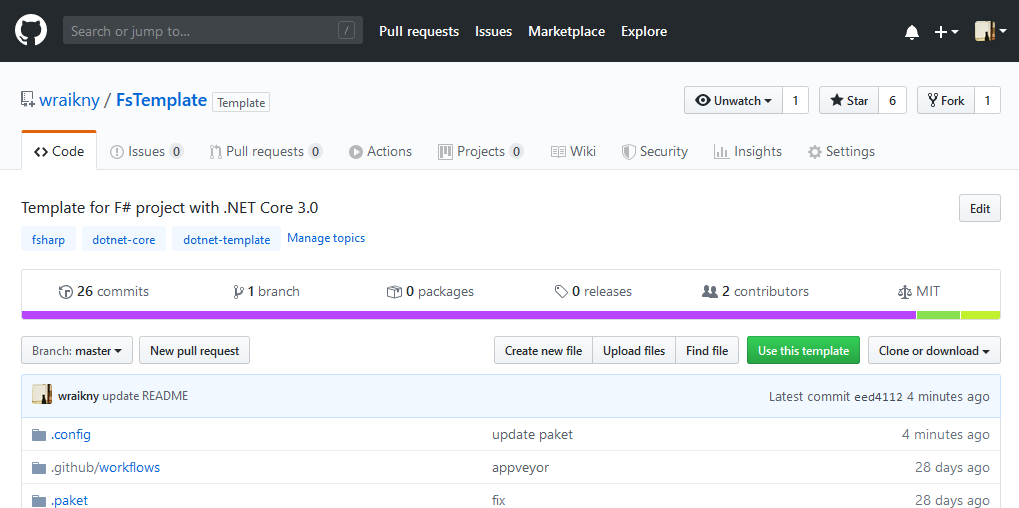 Search or jump to... / Pull requests Issues Marketplace Explore
wraikny / FsTemplate Template Unwatch 1 Star 6 Fork 1
Code Issues 0 Pull requests 0 Actions Projects 0 Wiki Security Insights Settings
Template for F# project with .NET Core 3.0 Edit
fsharp dotnet-core dotnet-template Manage topics
26 commits 1 branch 0 packages 0 releases 2 contributors MIT
Branch: master New pull request Create new file Upload files Find file Use this template Clone or download
wraikny update README Latest commit eed4112 4 minutes ago
.config update paket 4 minutes ago
.github/workflows appveyor 28 days ago
.paket fix 28 days ago